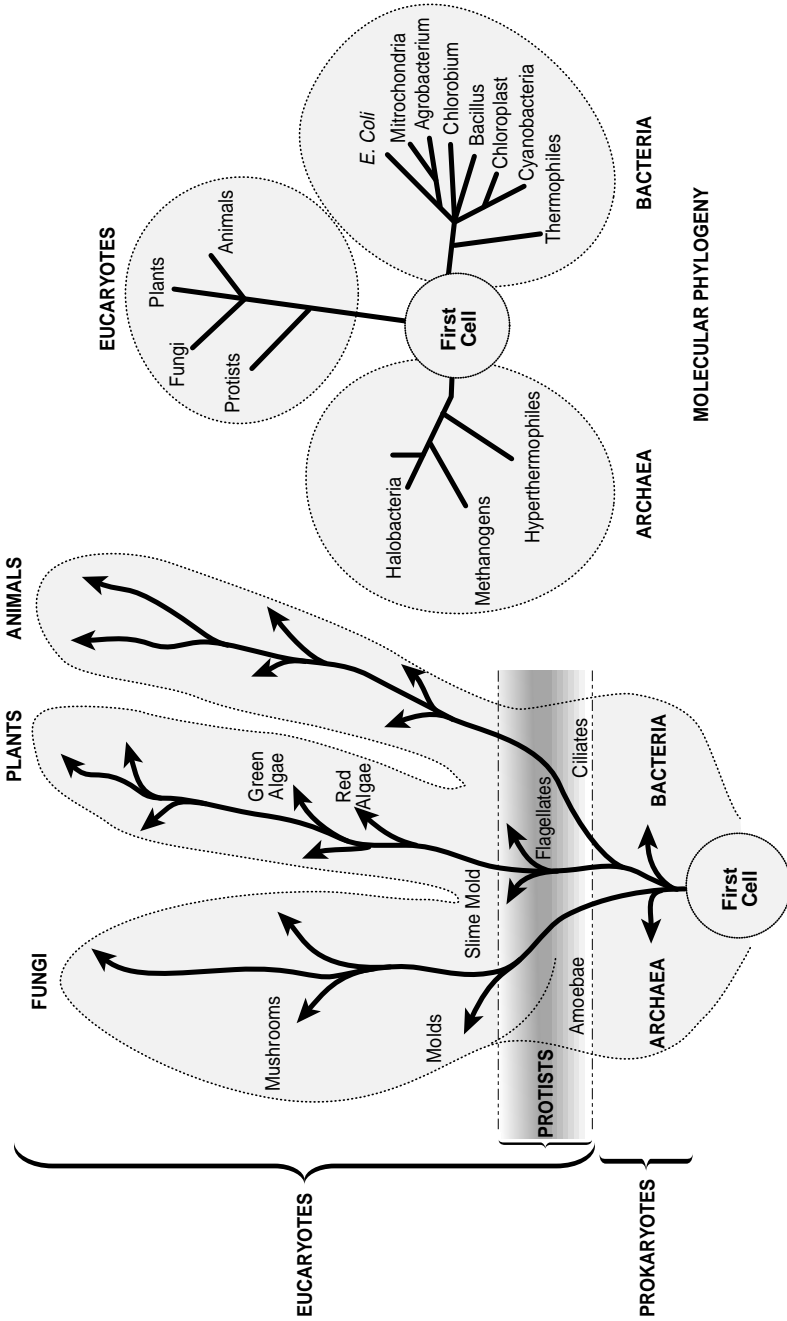 EUCARYOTES
PROKARYOTES
PROTISTS
FUNGI
PLANTS
ANIMALS
Mushrooms
Molds
Slime Mold
Amoebae
Flagellates
Ciliates
Green
Algae
Red
Algae
ARCHAEA
BACTERIA
First
Cell
EUCARYOTES
Fungi
Plants
Animals
Protists
First
Cell
Halobacteria
Methanogens
Hyperthermophiles
ARCHAEA
E. Coli
Mitrochondria
Agrobacterium
Chlorobium
Bacillus
Chloroplast
Cyanobacteria
Thermophiles
BACTERIA
MOLECULAR PHYLOGENY